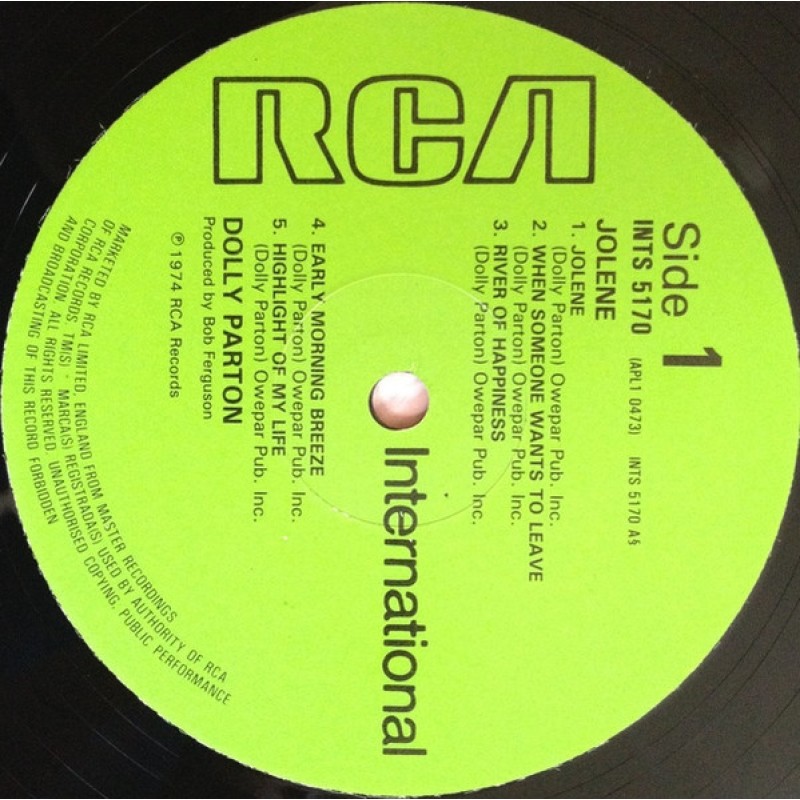 RCA
Side 1
INTS 5170 (APL1 0473) INTS 5170 A§
JOLENE
1. JOLENE
(Dolly Parton) Owepar Pub. Inc.
2. WHEN SOMEONE WANTS TO LEAVE
(Dolly Parton) Owepar Pub. Inc.
3. RIVER OF HAPPINESS
(Dolly Parton) Owepar Pub. Inc.
International
4. EARLY MORNING BREEZE
(Dolly Parton) Owepar Pub. Inc.
5. HIGHLIGHT OF MY LIFE
(Dolly Parton) Owepar Pub. Inc.
DOLLY PARTON
Produced by Bob Ferguson
℗ 1974 RCA Records
MARKETED BY RCA LIMITED, ENGLAND FROM MASTER RECORDINGS
OF RCA RECORDS. TM(S) · MARCA(S) REGISTRADA(S) USED BY AUTHORITY OF RCA
CORPORATION. ALL RIGHTS RESERVED. UNAUTHORISED COPYING, PUBLIC PERFORMANCE
AND BROADCASTING OF THIS RECORD FORBIDDEN